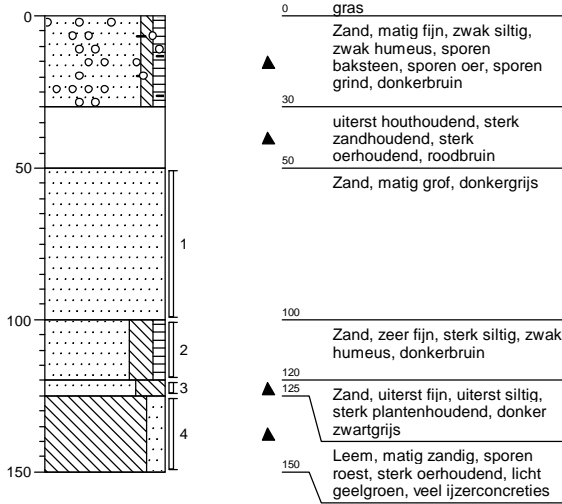 0
50
100
150
1
2
3
4
0
gras
Zand, matig fijn, zwak siltig,
zwak humeus, sporen
baksteen, sporen oer, sporen
grind, donkerbruin
30
uiterst houthoudend, sterk
zandhoudend, sterk
oerhoudend, roodbruin
50
Zand, matig grof, donkergrijs
100
Zand, zeer fijn, sterk siltig, zwak
humeus, donkerbruin
120
125
Zand, uiterst fijn, uiterst siltig,
sterk plantenhoudend, donker
zwartgrijs
150
Leem, matig zandig, sporen
roest, sterk oerhoudend, licht
geelgroen, veel ijzerconcreties